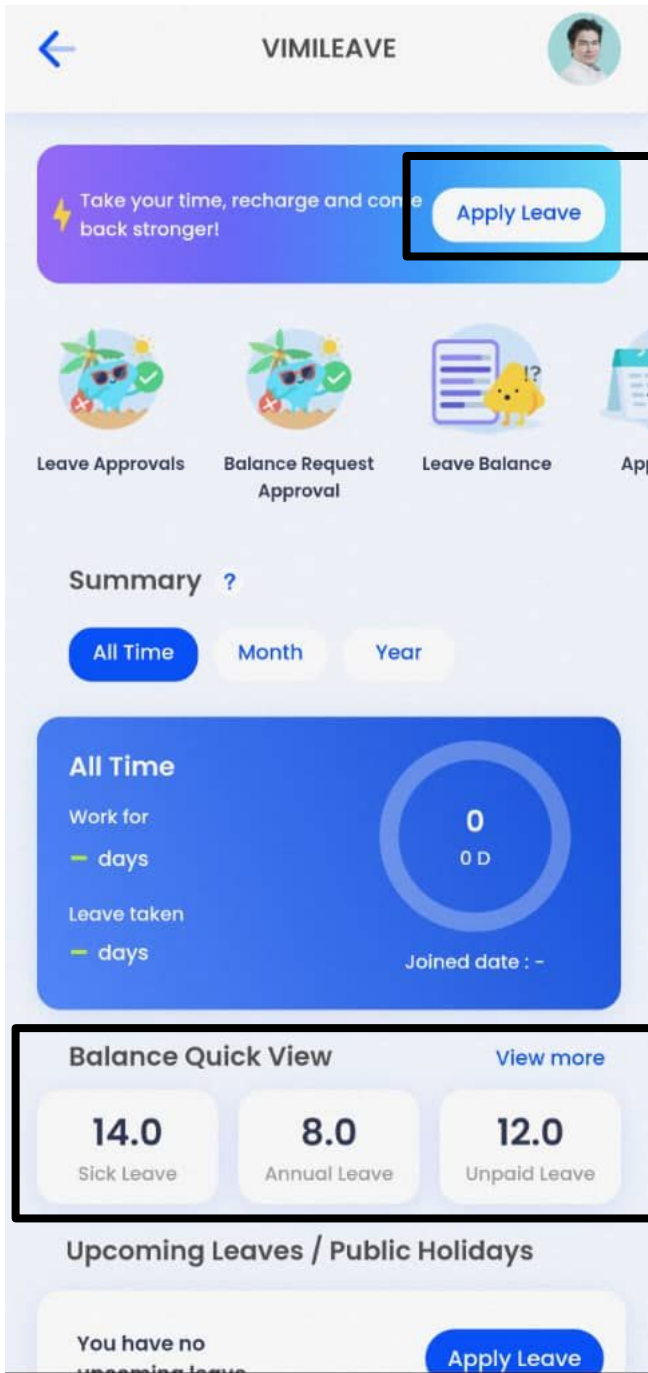 VIMILEAVE
Take your time, recharge and come
back stronger!
Apply Leave
!?
Leave Approvals
Balance Request
Approval
Leave Balance
App
Summary ?
All Time
Month
Year
All Time
Work for
– days
Leave taken
– days
0
0 D
Joined date : -
Balance Quick View
View more
14.0
Sick Leave
8.0
Annual Leave
12.0
Unpaid Leave
Upcoming Leaves / Public Holidays
You have no
upcoming leave
Apply Leave